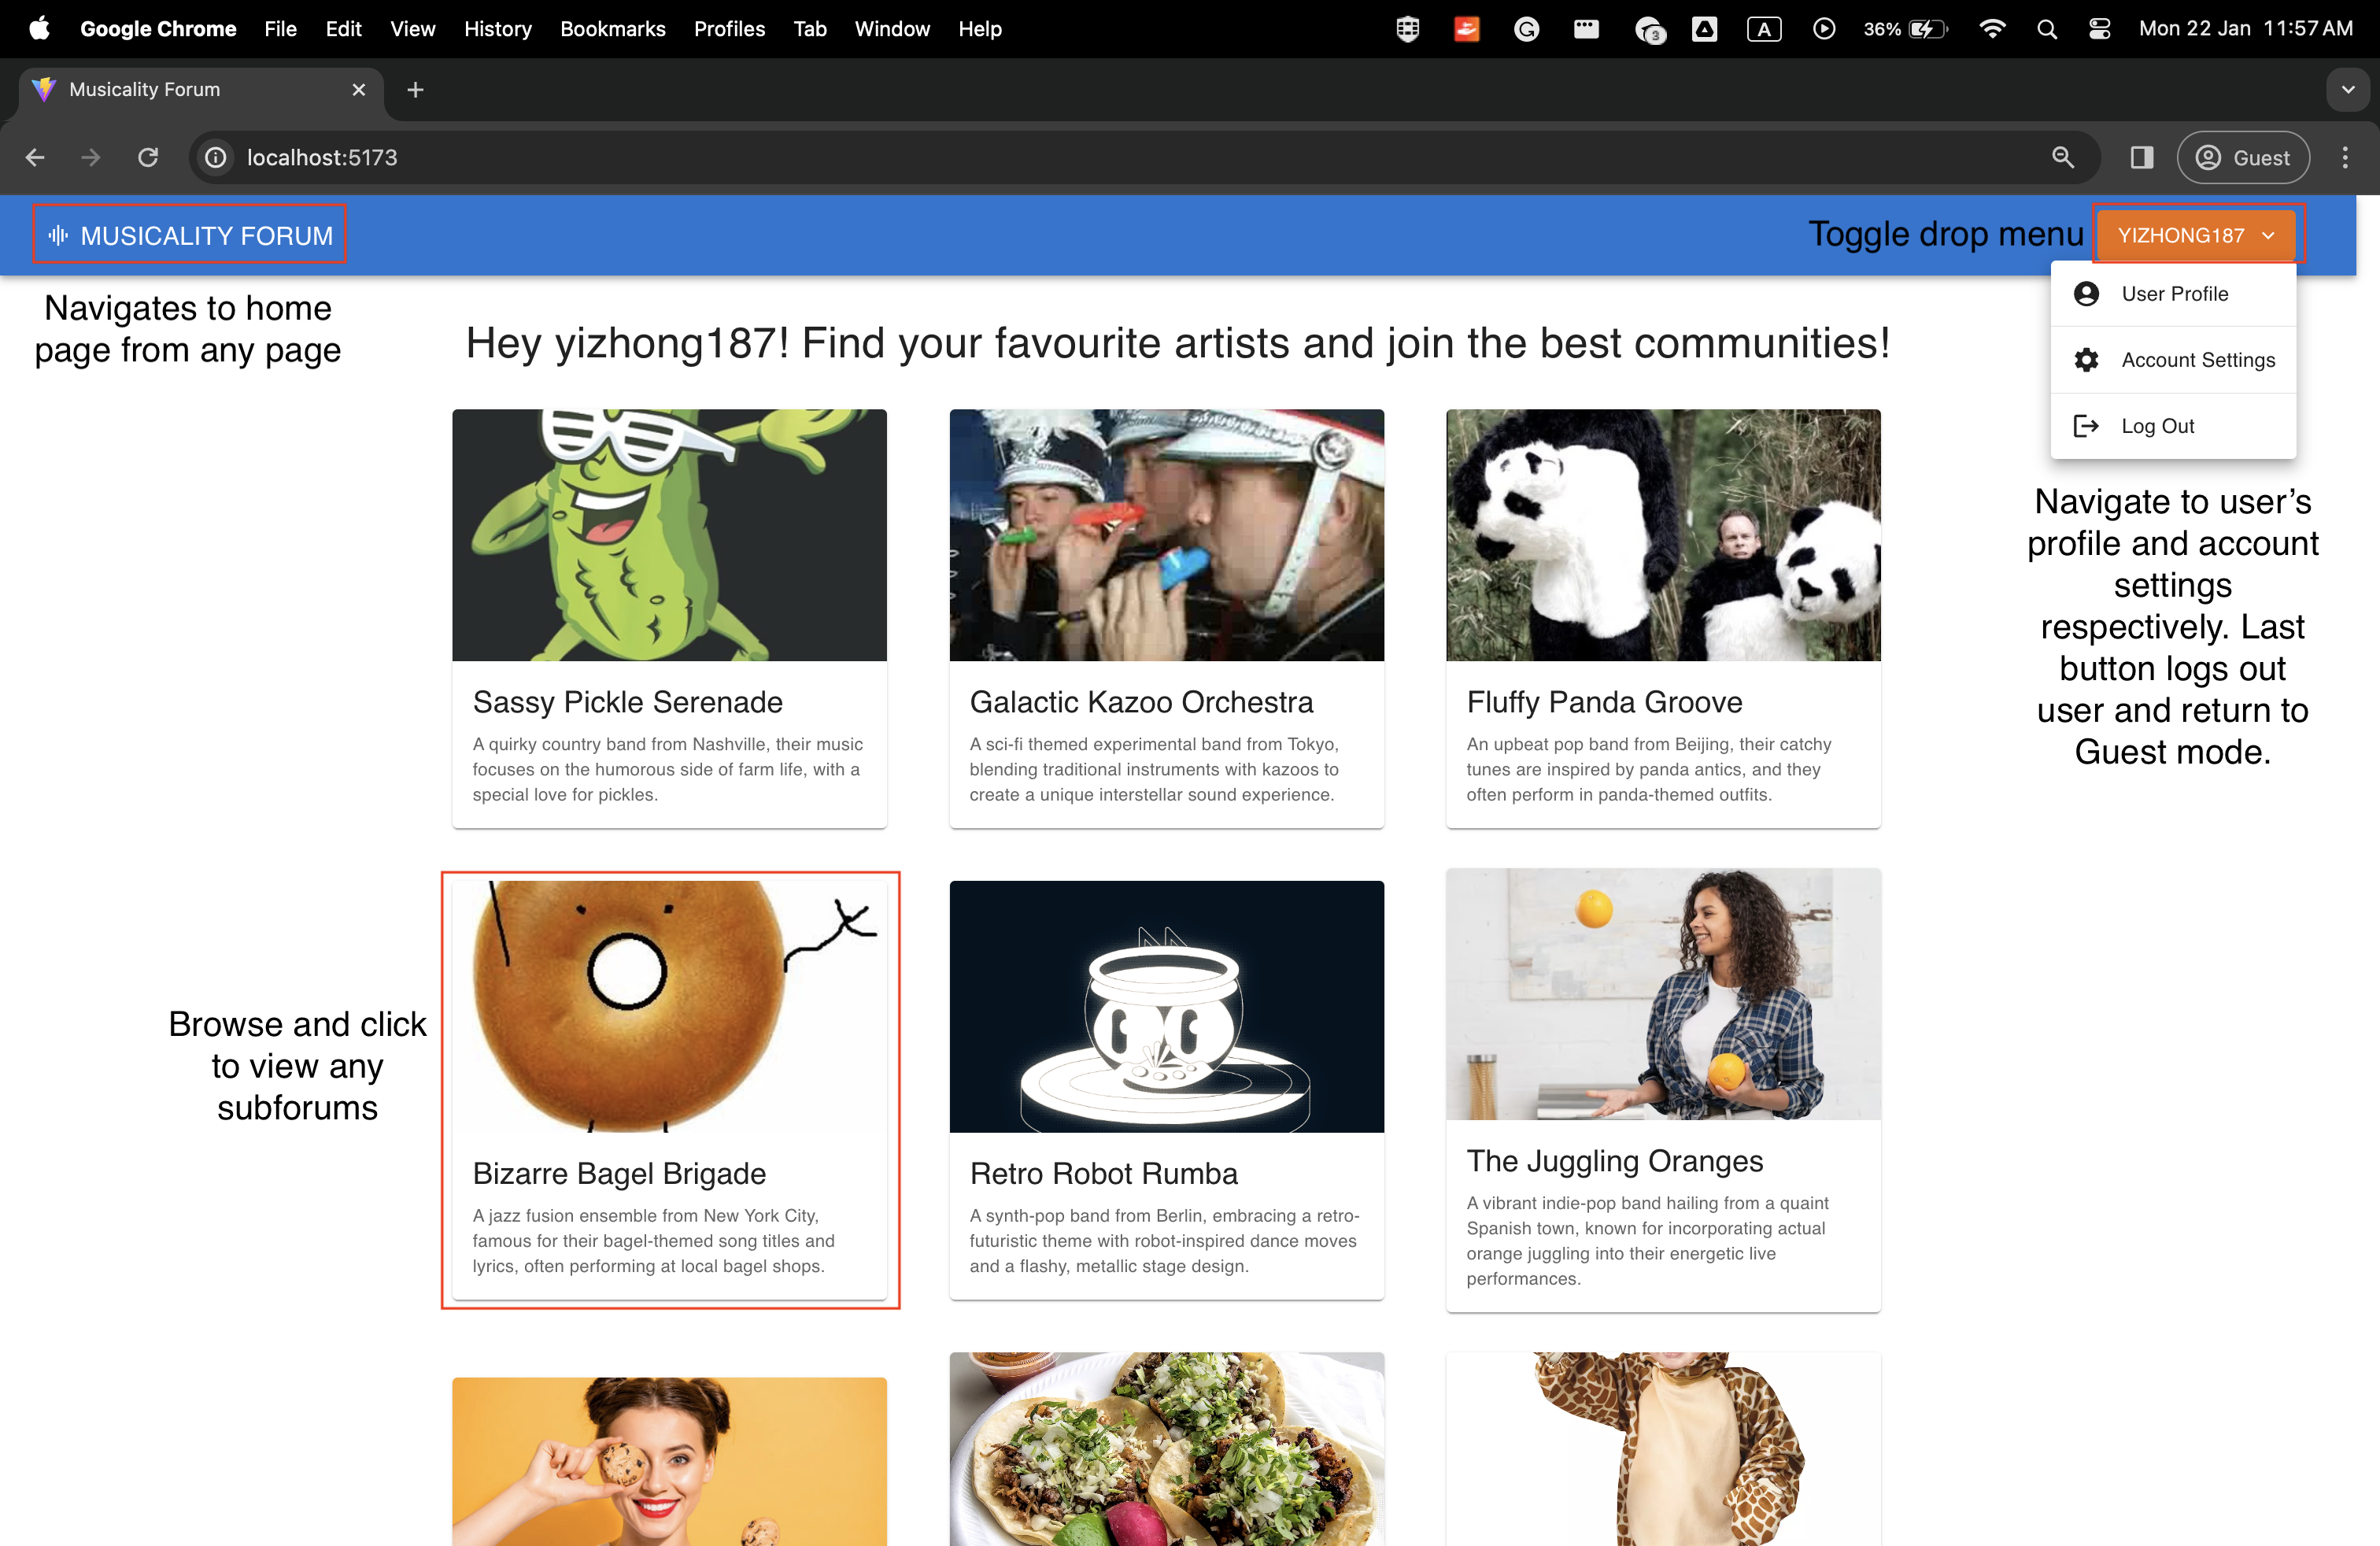 Google Chrome File Edit View History Bookmarks Profiles Tab Window Help 3 A 36% Mon 22 Jan 11:57 AM
Musicality Forum
localhost:5173 Guest
MUSICALITY FORUM Toggle drop menu YIZHONG187
User Profile
Account Settings
Log Out
Navigates to home
page from any page
Hey yizhong187! Find your favourite artists and join the best communities!
Navigate to user’s
profile and account
settings
respectively. Last
button logs out
user and return to
Guest mode.
Sassy Pickle Serenade
A quirky country band from Nashville, their music
focuses on the humorous side of farm life, with a
special love for pickles.
Galactic Kazoo Orchestra
A sci-fi themed experimental band from Tokyo,
blending traditional instruments with kazoos to
create a unique interstellar sound experience.
Fluffy Panda Groove
An upbeat pop band from Beijing, their catchy
tunes are inspired by panda antics, and they
often perform in panda-themed outfits.
Browse and click
to view any
subforums
Bizarre Bagel Brigade
A jazz fusion ensemble from New York City,
famous for their bagel-themed song titles and
lyrics, often performing at local bagel shops.
Retro Robot Rumba
A synth-pop band from Berlin, embracing a retro-
futuristic theme with robot-inspired dance moves
and a flashy, metallic stage design.
The Juggling Oranges
A vibrant indie-pop band hailing from a quaint
Spanish town, known for incorporating actual
orange juggling into their energetic live
performances.